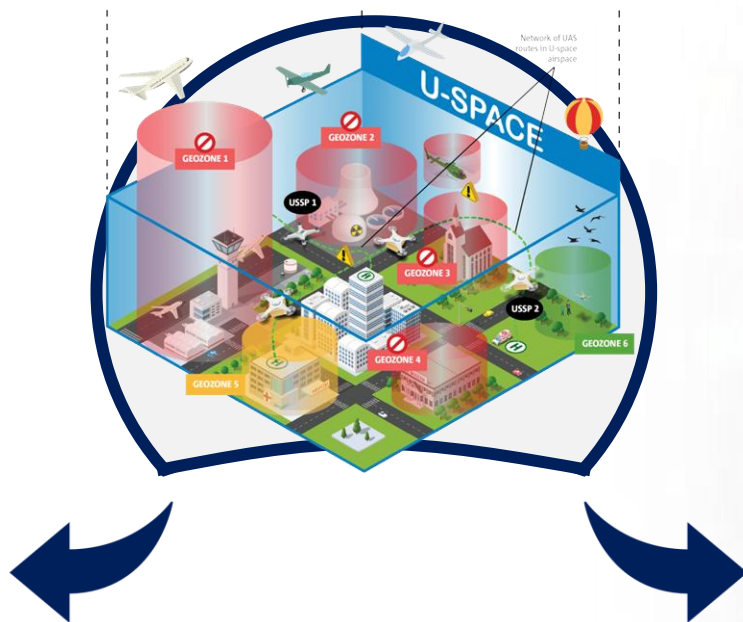 Network of UAS
routes in U-space
airspace
U-SPACE
GEOZONE 1
GEOZONE 2
USSP 1
GEOZONE 3
USSP 2
H
GEOZONE 4
H
GEOZONE 6
GEOZONE 5
H